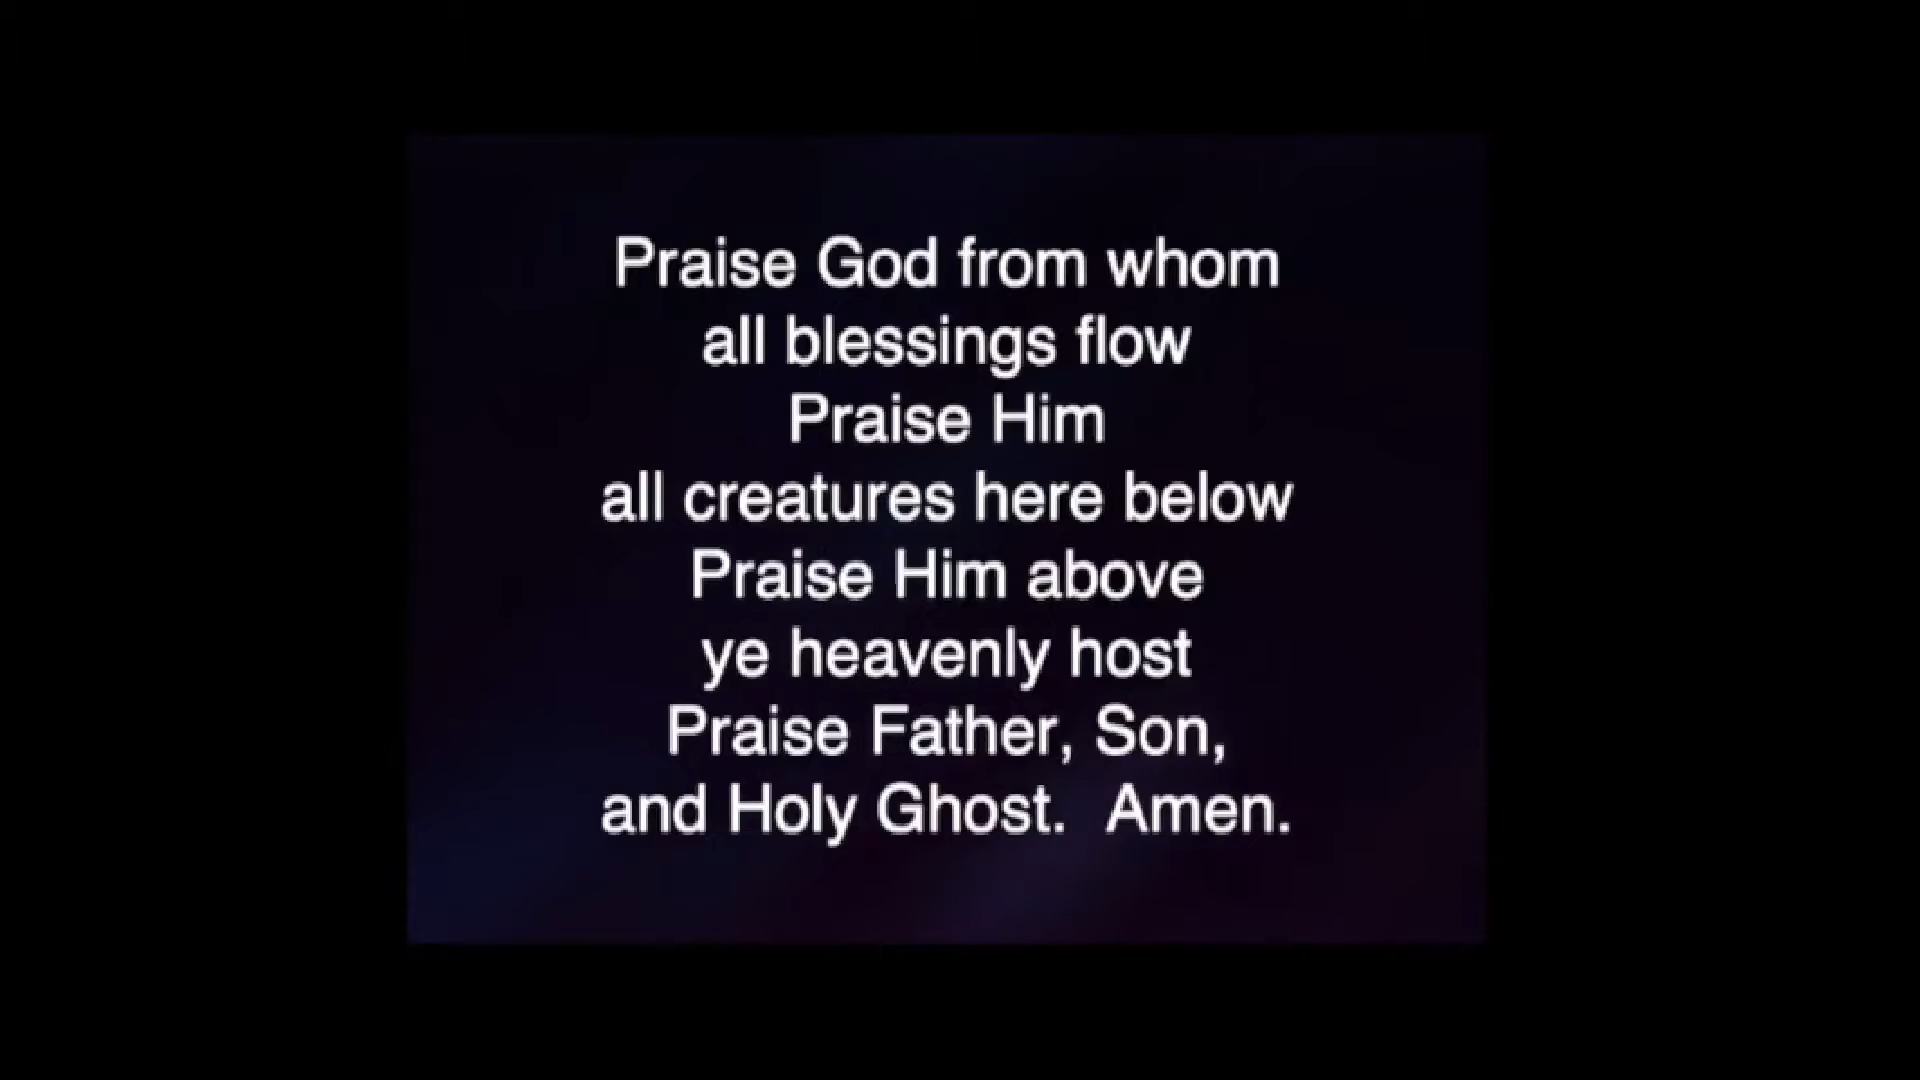 Praise God from whom
all blessings flow
Praise Him
all creatures here below
Praise Him above
ye heavenly host
Praise Father, Son,
and Holy Ghost.  Amen.